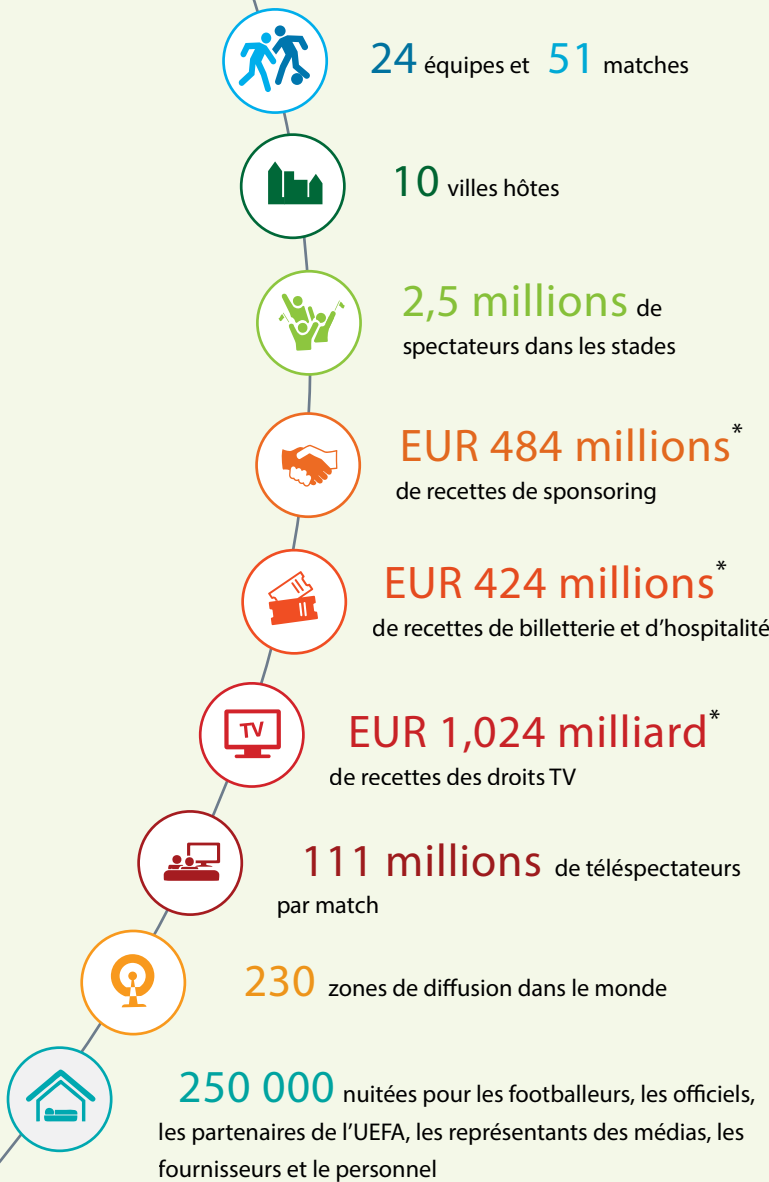 24 équipes et 51 matches
10 villes hôtes
2,5 millions de
spectateurs dans les stades
EUR 484 millions*
de recettes de sponsoring
EUR 424 millions*
de recettes de billetterie et d’hospitalité
TV
EUR 1,024 milliard*
de recettes des droits TV
111 millions de téléspectateurs
par match
230 zones de diffusion dans le monde
250 000 nuitées pour les footballeurs, les officiels,
les partenaires de l’UEFA, les représentants des médias, les
fournisseurs et le personnel